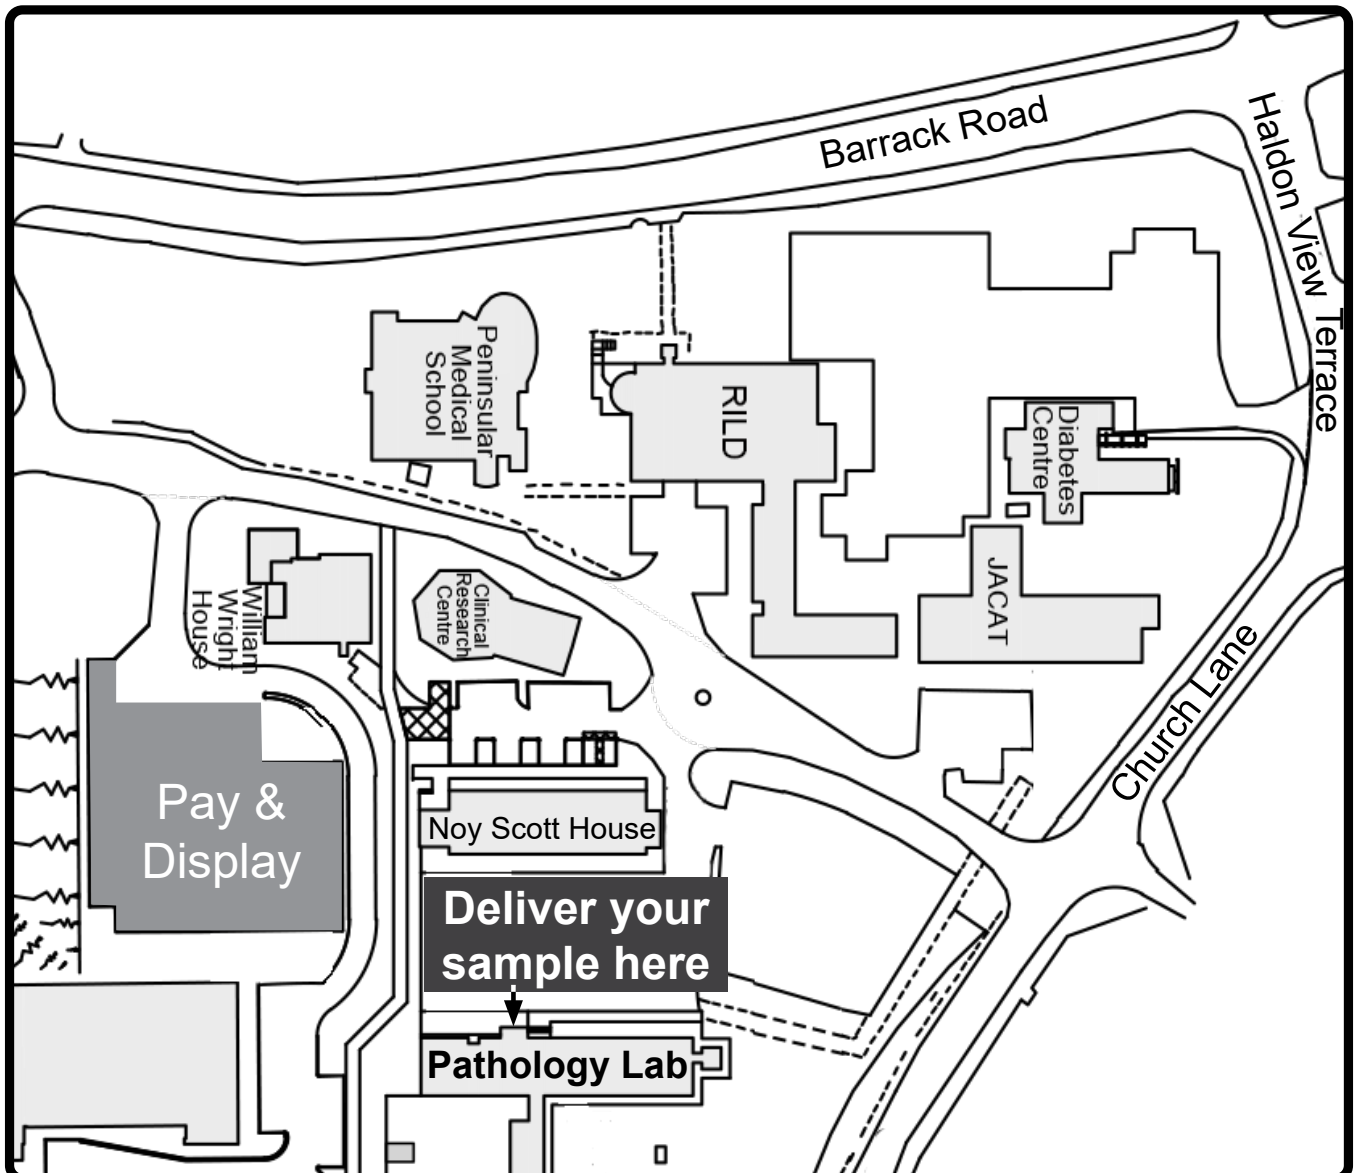 Barrack Road
Haldon View Terrace
Peninsular
Medical
School
RILD
Diabetes
Centre
JACAT
William
Wright
House
Clinical
Research
Centre
Church Lane
Pay &
Display
Noy Scott House
Deliver your
sample here
Pathology Lab